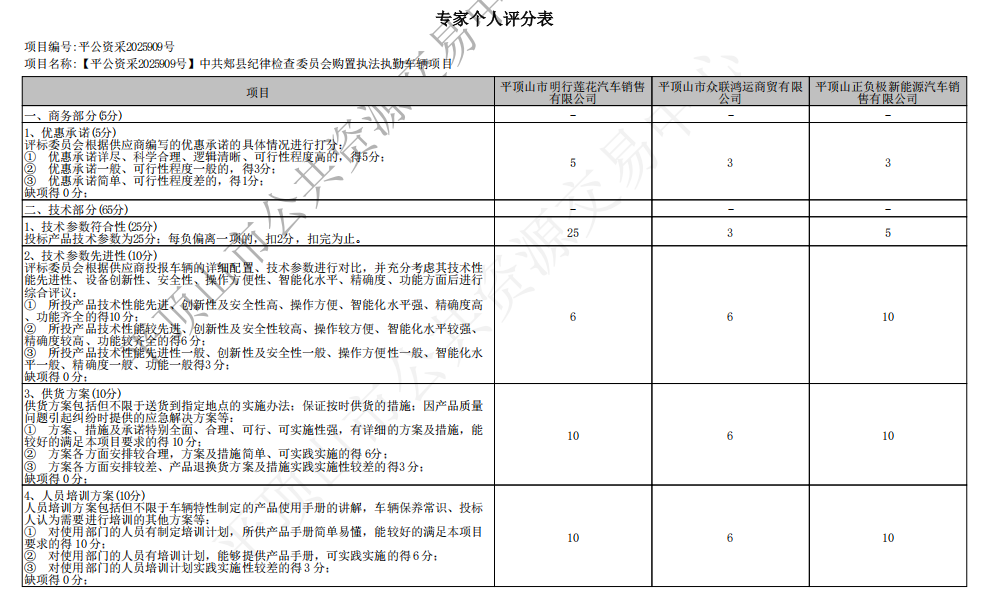 专家个人评分表
项目编号:平公资采2025909号
项目名称:【平公资采2025909号】中共郏县纪律检查委员会购置执法执勤车辆项目
项目
平顶山市明行莲花汽车销售
有限公司
平顶山市众联鸿运商贸有限
公司
平顶山正负极新能源汽车销
售有限公司
一、商务部分(5分)
-
-
-
1、优惠承诺(5分)
评标委员会根据供应商编写的优惠承诺的具体情况进行打分:
① 优惠承诺详尽、科学合理、逻辑清晰、可行性程度高的，得5分；
② 优惠承诺一般、可行性程度一般的，得3分；
③ 优惠承诺简单、可行性程度差的，得1分；
缺项得0分；
5
3
3
二、技术部分(65分)
-
-
-
1、技术参数符合性(25分)
投标产品技术参数为25分；每负偏离一项的，扣2分，扣完为止。
25
3
5
2、技术参数先进性(10分)
评标委员会根据供应商投报车辆的详细配置、技术参数进行对比，并充分考虑其技术性
能先进性、设备创新性、安全性、操作方便性、智能化水平、精确度、功能方面后进行
综合评议:
① 所投产品技术性能先进、创新性及安全性高、操作方便、智能化水平强、精确度高
、功能齐全的得10分；
② 所投产品技术性能较先进、创新性及安全性较高、操作较方便、智能化水平较强、
精确度较高、功能较齐全的得6分；
③ 所投产品技术性能先进性一般、创新性及安全性一般、操作方便性一般、智能化水
平一般、精确度一般、功能一般得3分；
缺项得0分；
6
6
10
3、供货方案(10分)
供货方案包括但不限于送货到指定地点的实施办法；保证按时供货的措施；因产品质量
问题引起纠纷时提供的应急解决方案等:
① 方案、措施及承诺特别全面、合理、可行、可实施性强，有详细的方案及措施，能
较好的满足本项目要求的得10分；
② 方案各方面安排较合理，方案及措施简单、可实践实施的得6分；
③ 方案各方面安排较差、产品退换货方案及措施实践实施性较差的得3分；
缺项得0分；
10
6
10
4、人员培训方案(10分)
人员培训方案包括但不限于车辆特性制定的产品使用手册的讲解，车辆保养常识、投标
人认为需要进行培训的其他方案等:
① 对使用部门的人员有制定培训计划，所供产品手册简单易懂，能较好的满足本项目
要求的得10分；
② 对使用部门的人员有培训计划，能够提供产品手册，可实践实施的得6分；
③ 对使用部门的人员培训计划实践实施性较差的得3分；
缺项得0分；
10
6
10
平顶山市公共资源交易中心
平顶山市公共资源交易中心